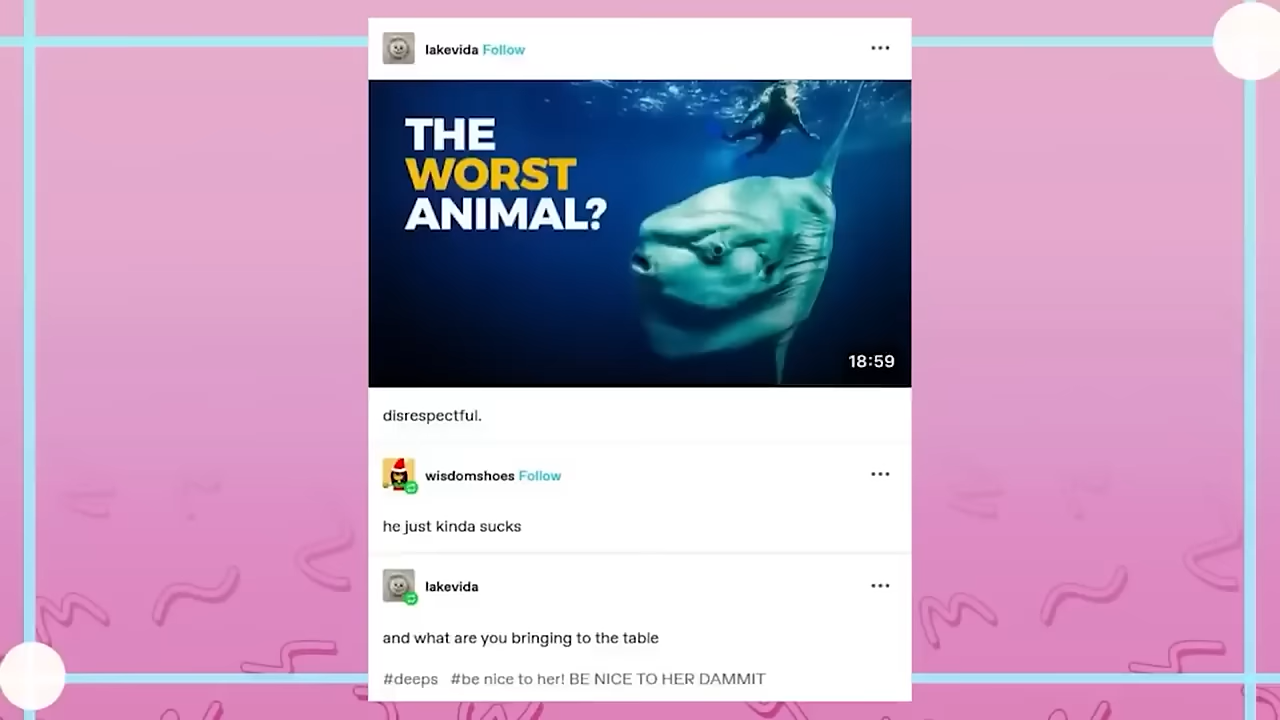 lakevida Follow
THE
WORST
ANIMAL?
18:59
disrespectful.
wisdomshoes Follow
he just kinda sucks
lakevida
and what are you bringing to the table
#deeps #be nice to her! BE NICE TO HER DAMMIT